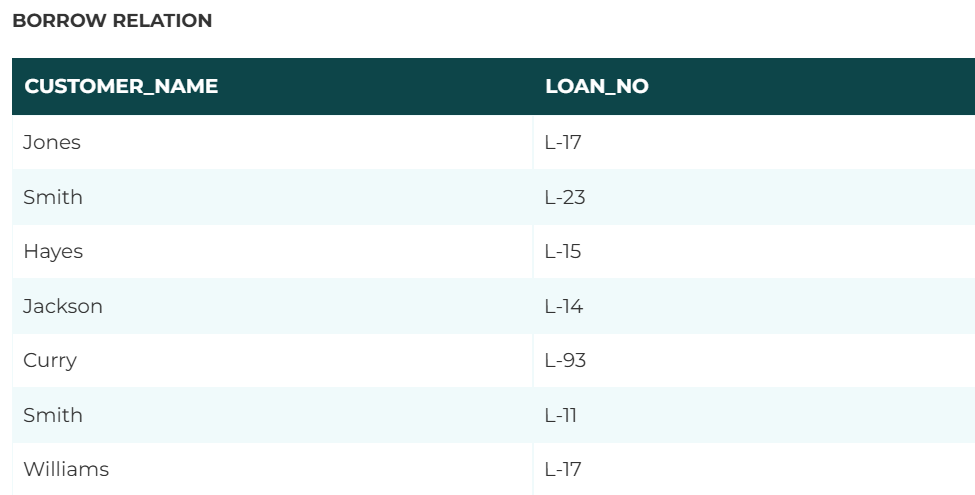 BORROW RELATION
CUSTOMER_NAME LOAN_NO
Jones L-17
Smith L-23
Hayes L-15
Jackson L-14
Curry L-93
Smith L-11
Williams L-17